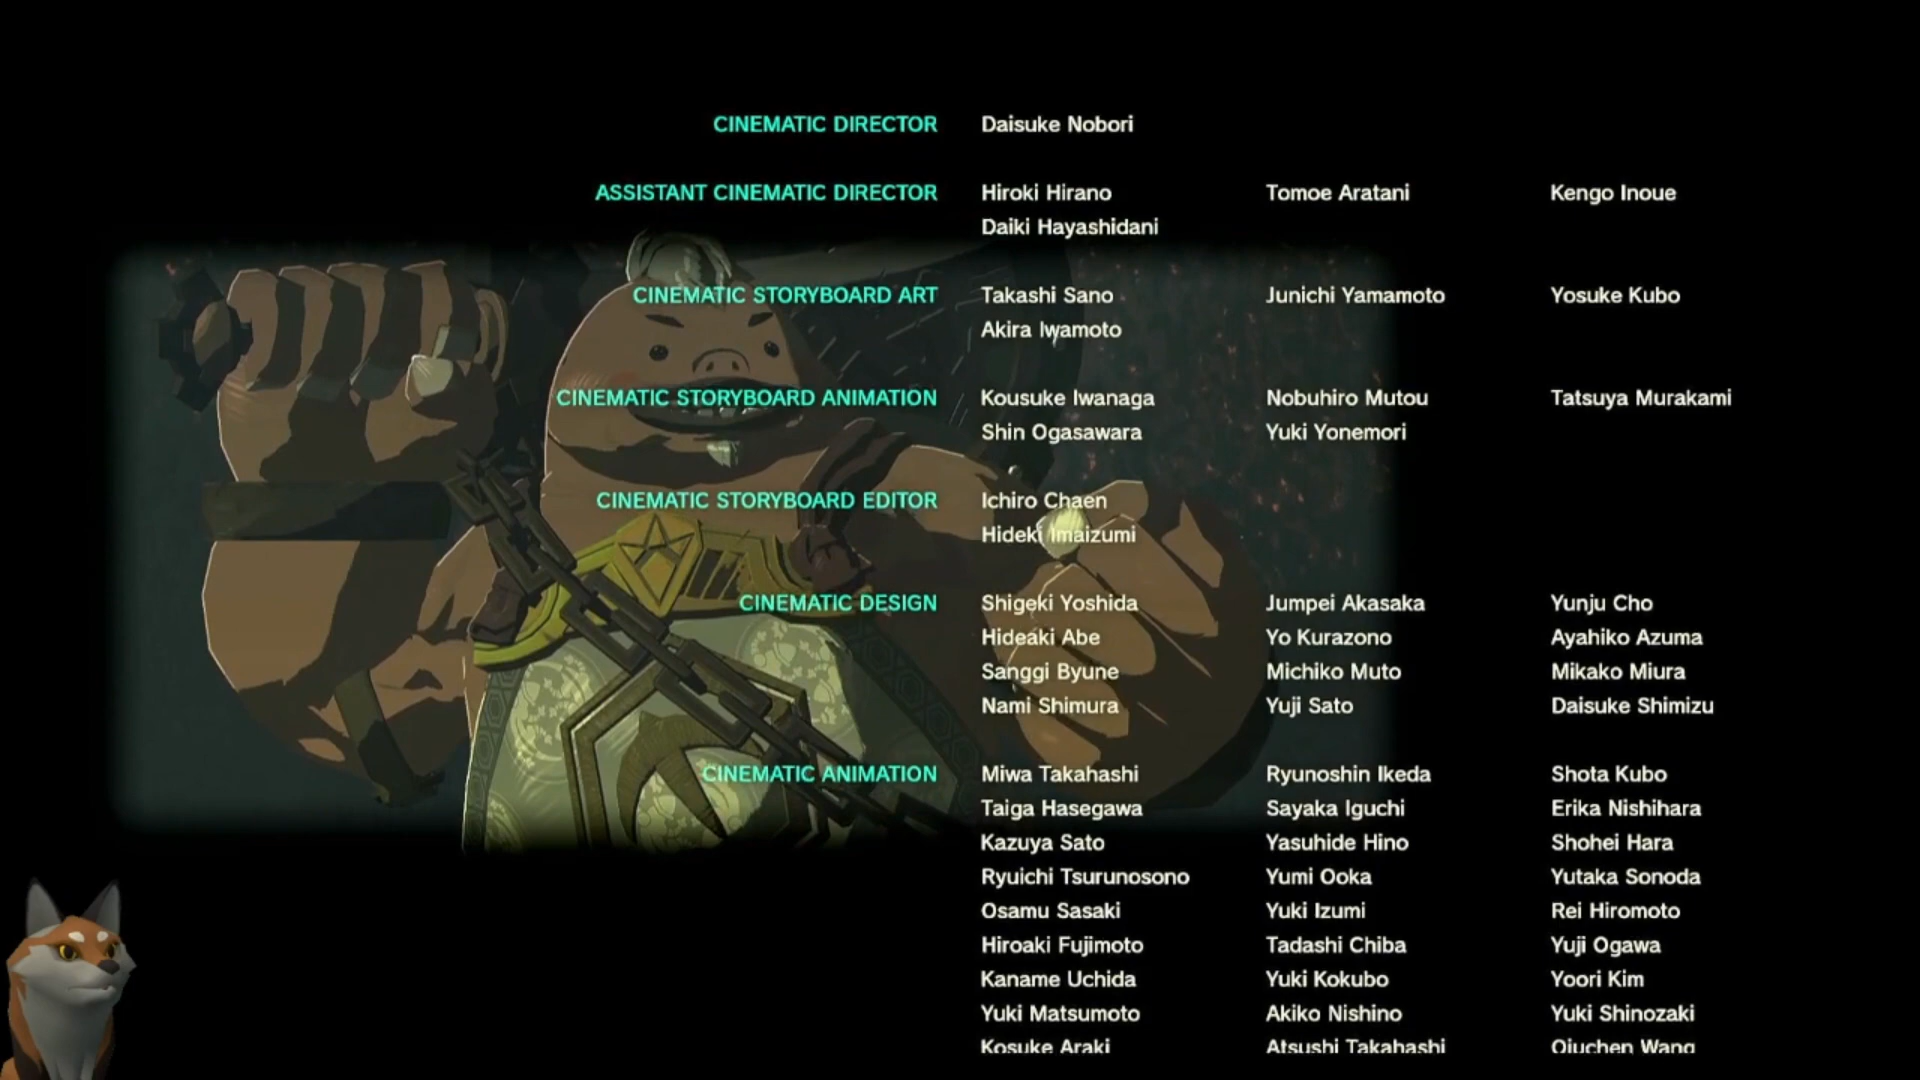 CINEMATIC DIRECTOR Daisuke Nobori
ASSISTANT CINEMATIC DIRECTOR Hiroki Hirano Tomoe Aratani Kengo Inoue
Daiki Hayashidani
CINEMATIC STORYBOARD ART Takashi Sano Junichi Yamamoto Yosuke Kubo
Akira Iwamoto
CINEMATIC STORYBOARD ANIMATION Kousuke Iwanaga Nobuhiro Mutou Tatsuya Murakami
Shin Ogasawara Yuki Yonemori
CINEMATIC STORYBOARD EDITOR Ichiro Chaen
Hideki Imaizumi
CINEMATIC DESIGN Shigeki Yoshida Jumpei Akasaka Yunju Cho
Hideaki Abe Yo Kurazono Ayahiko Azuma
Sanggi Byune Michiko Muto Mikako Miura
Nami Shimura Yuji Sato Daisuke Shimizu
CINEMATIC ANIMATION Miwa Takahashi Ryunoshin Ikeda Shota Kubo
Taiga Hasegawa Sayaka Iguchi Erika Nishihara
Kazuya Sato Yasuhide Hino Shohei Hara
Ryuichi Tsurunosono Yumi Ooka Yutaka Sonoda
Osamu Sasaki Yuki Izumi Rei Hiromoto
Hiroaki Fujimoto Tadashi Chiba Yuji Ogawa
Kaname Uchida Yuki Kokubo Yoori Kim
Yuki Matsumoto Akiko Nishino Yuki Shinozaki
Kosuke Araki Atsushi Takahashi Qiuchen Wang